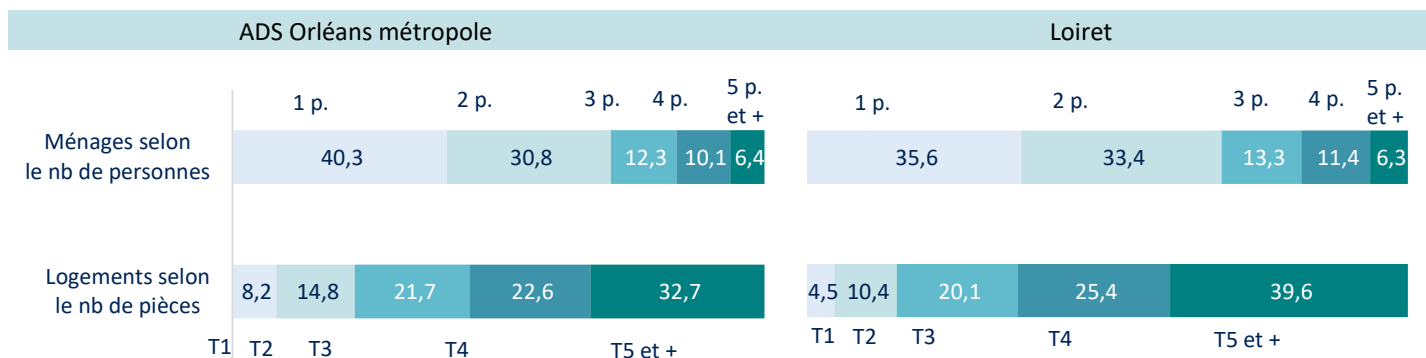 ADS Orléans métropole
Loiret
1 p. 2 p. 3 p. 4 p. 5 p. et +
1 p. 2 p. 3 p. 4 p. 5 p. et +
Ménages selon
le nb de personnes
40,3 30,8 12,3 10,1 6,4
35,6 33,4 13,3 11,4 6,3
Logements selon
le nb de pièces
8,2 14,8 21,7 22,6 32,7
4,5 10,4 20,1 25,4 39,6
T1 T2 T3 T4 T5 et +
T1 T2 T3 T4 T5 et +